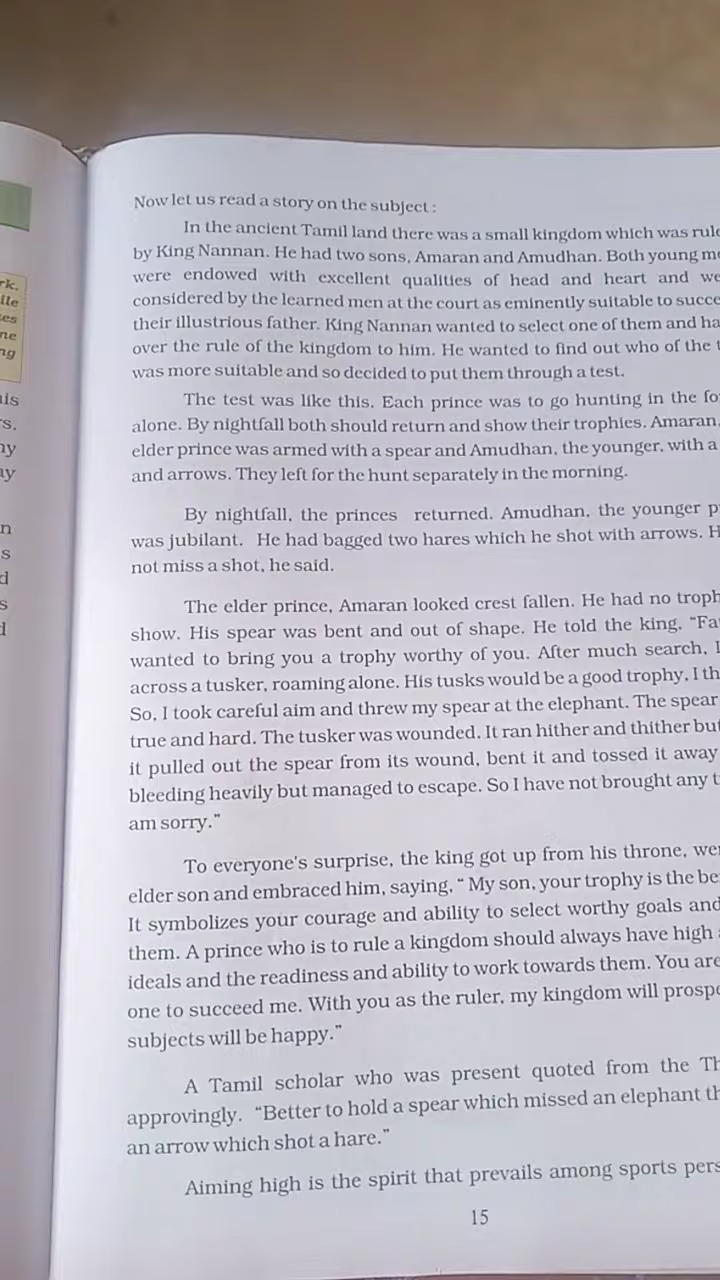 rk.
ile
es
ne
ng
is
rs.
ny
ay
n
s
d
s
d
Now let us read a story on the subject :
In the ancient Tamil land there was a small kingdom which was rule
by King Nannan. He had two sons, Amaran and Amudhan. Both young me
were endowed with excellent qualities of head and heart and we
considered by the learned men at the court as eminently suitable to succe
their illustrious father. King Nannan wanted to select one of them and ha
over the rule of the kingdom to him. He wanted to find out who of the t
was more suitable and so decided to put them through a test.
The test was like this. Each prince was to go hunting in the fo
alone. By nightfall both should return and show their trophies. Amaran,
elder prince was armed with a spear and Amudhan, the younger, with a
and arrows. They left for the hunt separately in the morning.
By nightfall, the princes returned. Amudhan, the younger p
was jubilant. He had bagged two hares which he shot with arrows. H
not miss a shot, he said.
The elder prince, Amaran looked crest fallen. He had no troph
show. His spear was bent and out of shape. He told the king, “Fa
wanted to bring you a trophy worthy of you. After much search, I
across a tusker, roaming alone. His tusks would be a good trophy, I th
So, I took careful aim and threw my spear at the elephant. The spear
true and hard. The tusker was wounded. It ran hither and thither but
it pulled out the spear from its wound, bent it and tossed it away
bleeding heavily but managed to escape. So I have not brought any t
am sorry.”
To everyone's surprise, the king got up from his throne, wen
elder son and embraced him, saying, “ My son, your trophy is the be
It symbolizes your courage and ability to select worthy goals and
them. A prince who is to rule a kingdom should always have high a
ideals and the readiness and ability to work towards them. You are
one to succeed me. With you as the ruler, my kingdom will prospe
subjects will be happy.”
A Tamil scholar who was present quoted from the Th
approvingly. “Better to hold a spear which missed an elephant th
an arrow which shot a hare.”
Aiming high is the spirit that prevails among sports pers
15